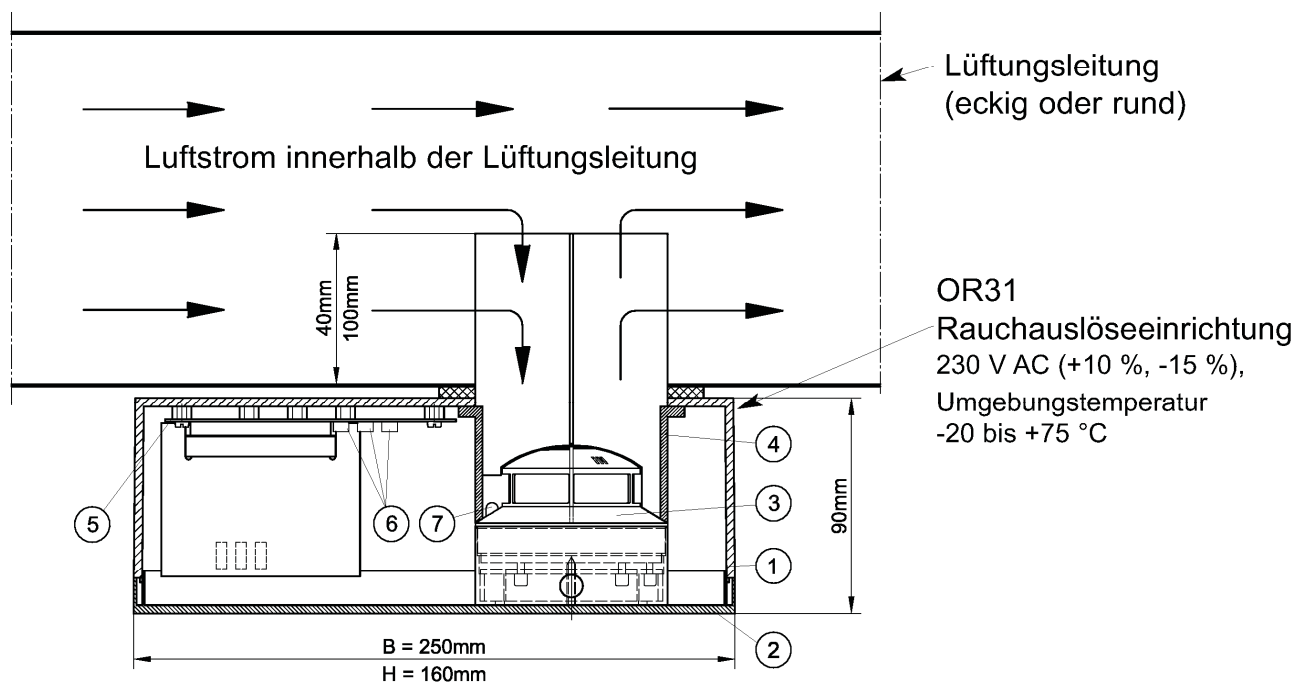 Lüftungsleitung
(eckig oder rund)
Luftstrom innerhalb der Lüftungsleitung
40mm
100mm
OR31
Rauchauslöseeinrichtung
230 V AC (+10 %, -15 %),
Umgebungstemperatur
-20 bis +75 °C
4
5
6
7
3
90mm
1
2
B = 250mm
H = 160mm